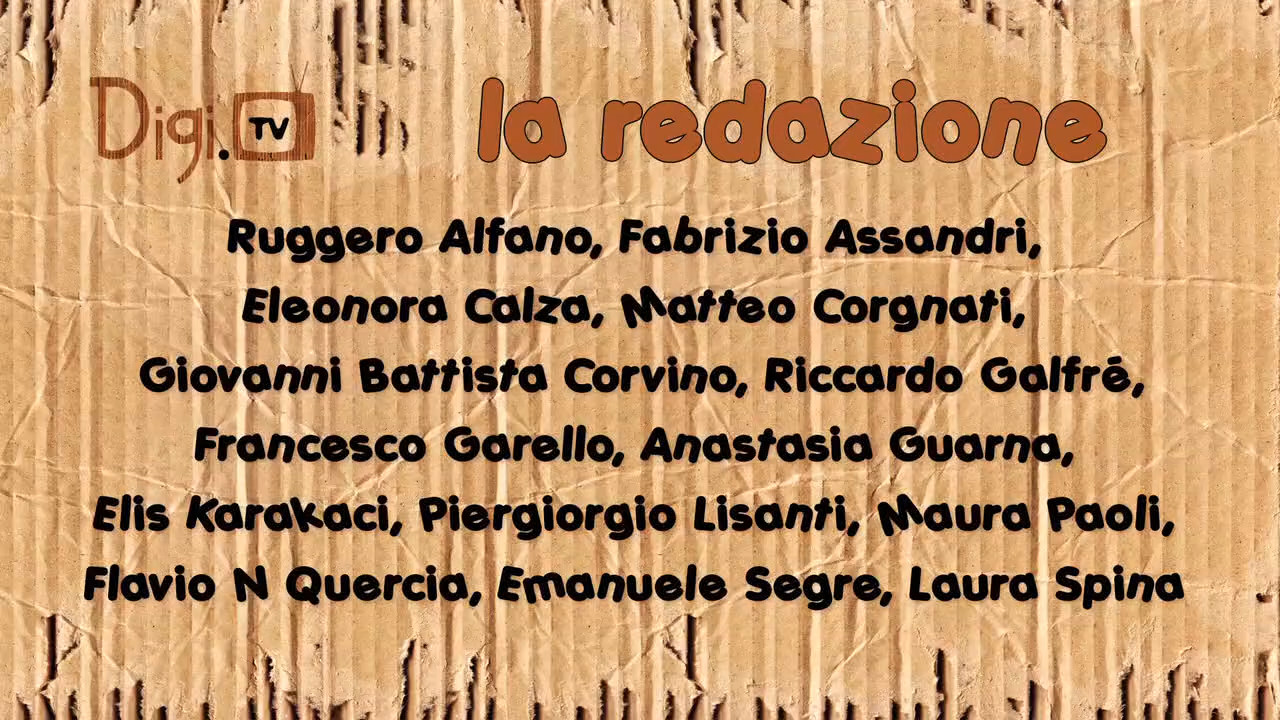 Digi.TV
la redazione
Ruggero Alfano, Fabrizio Assandri,
Eleonora Calza, Matteo Corgnati,
Giovanni Battista Corvino, Riccardo Galfré,
Francesco Garello, Anastasia Guarna,
Elis Karakaci, Piergiorgio Lisanti, Maura Paoli,
Flavio N Quercia, Emanuele Segre, Laura Spina